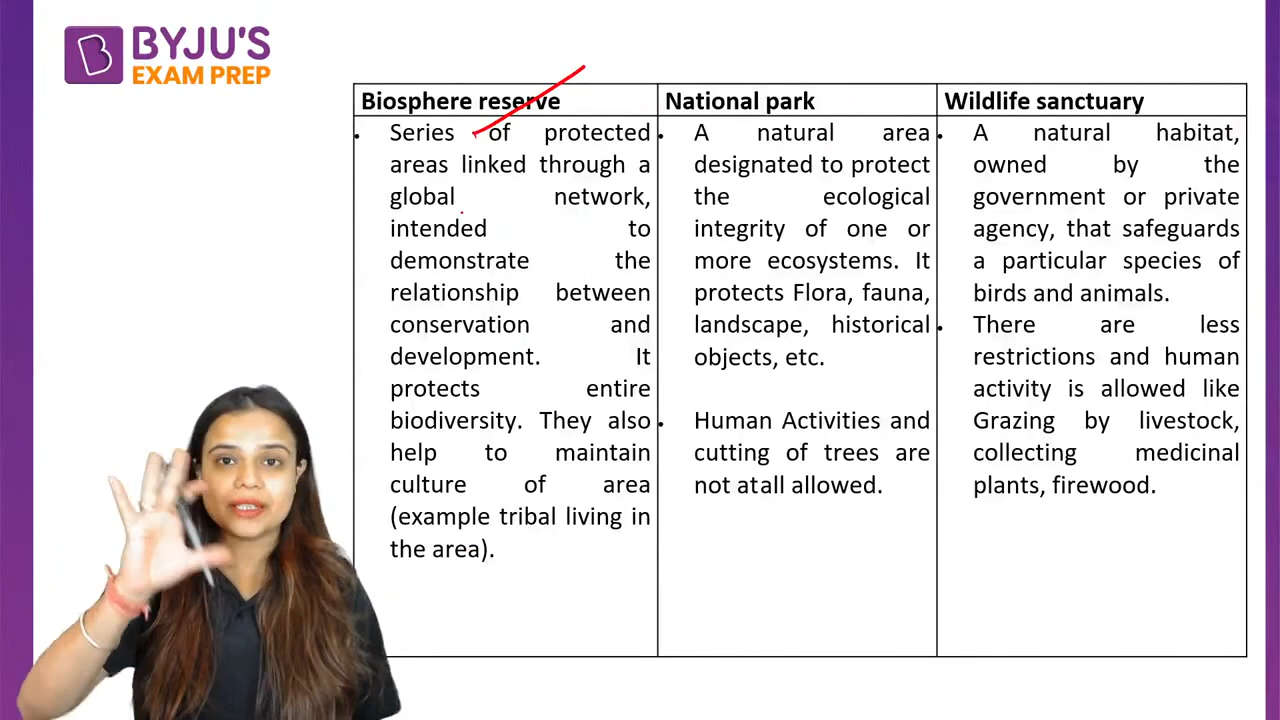 BYJU'S
EXAM PREP
Biosphere reserve
National park
Wildlife sanctuary
• Series of protected
areas linked through a
global network,
intended to
demonstrate the
relationship between
conservation and
development. It
protects entire
biodiversity. They also
help to maintain
culture of area
(example tribal living in
the area).
• A natural area
designated to protect
the ecological
integrity of one or
more ecosystems. It
protects Flora, fauna,
landscape, historical
objects, etc.
• Human Activities and
cutting of trees are
not atall allowed.
• A natural habitat,
owned by the
government or private
agency, that safeguards
a particular species of
birds and animals.
• There are less
restrictions and human
activity is allowed like
Grazing by livestock,
collecting medicinal
plants, firewood.